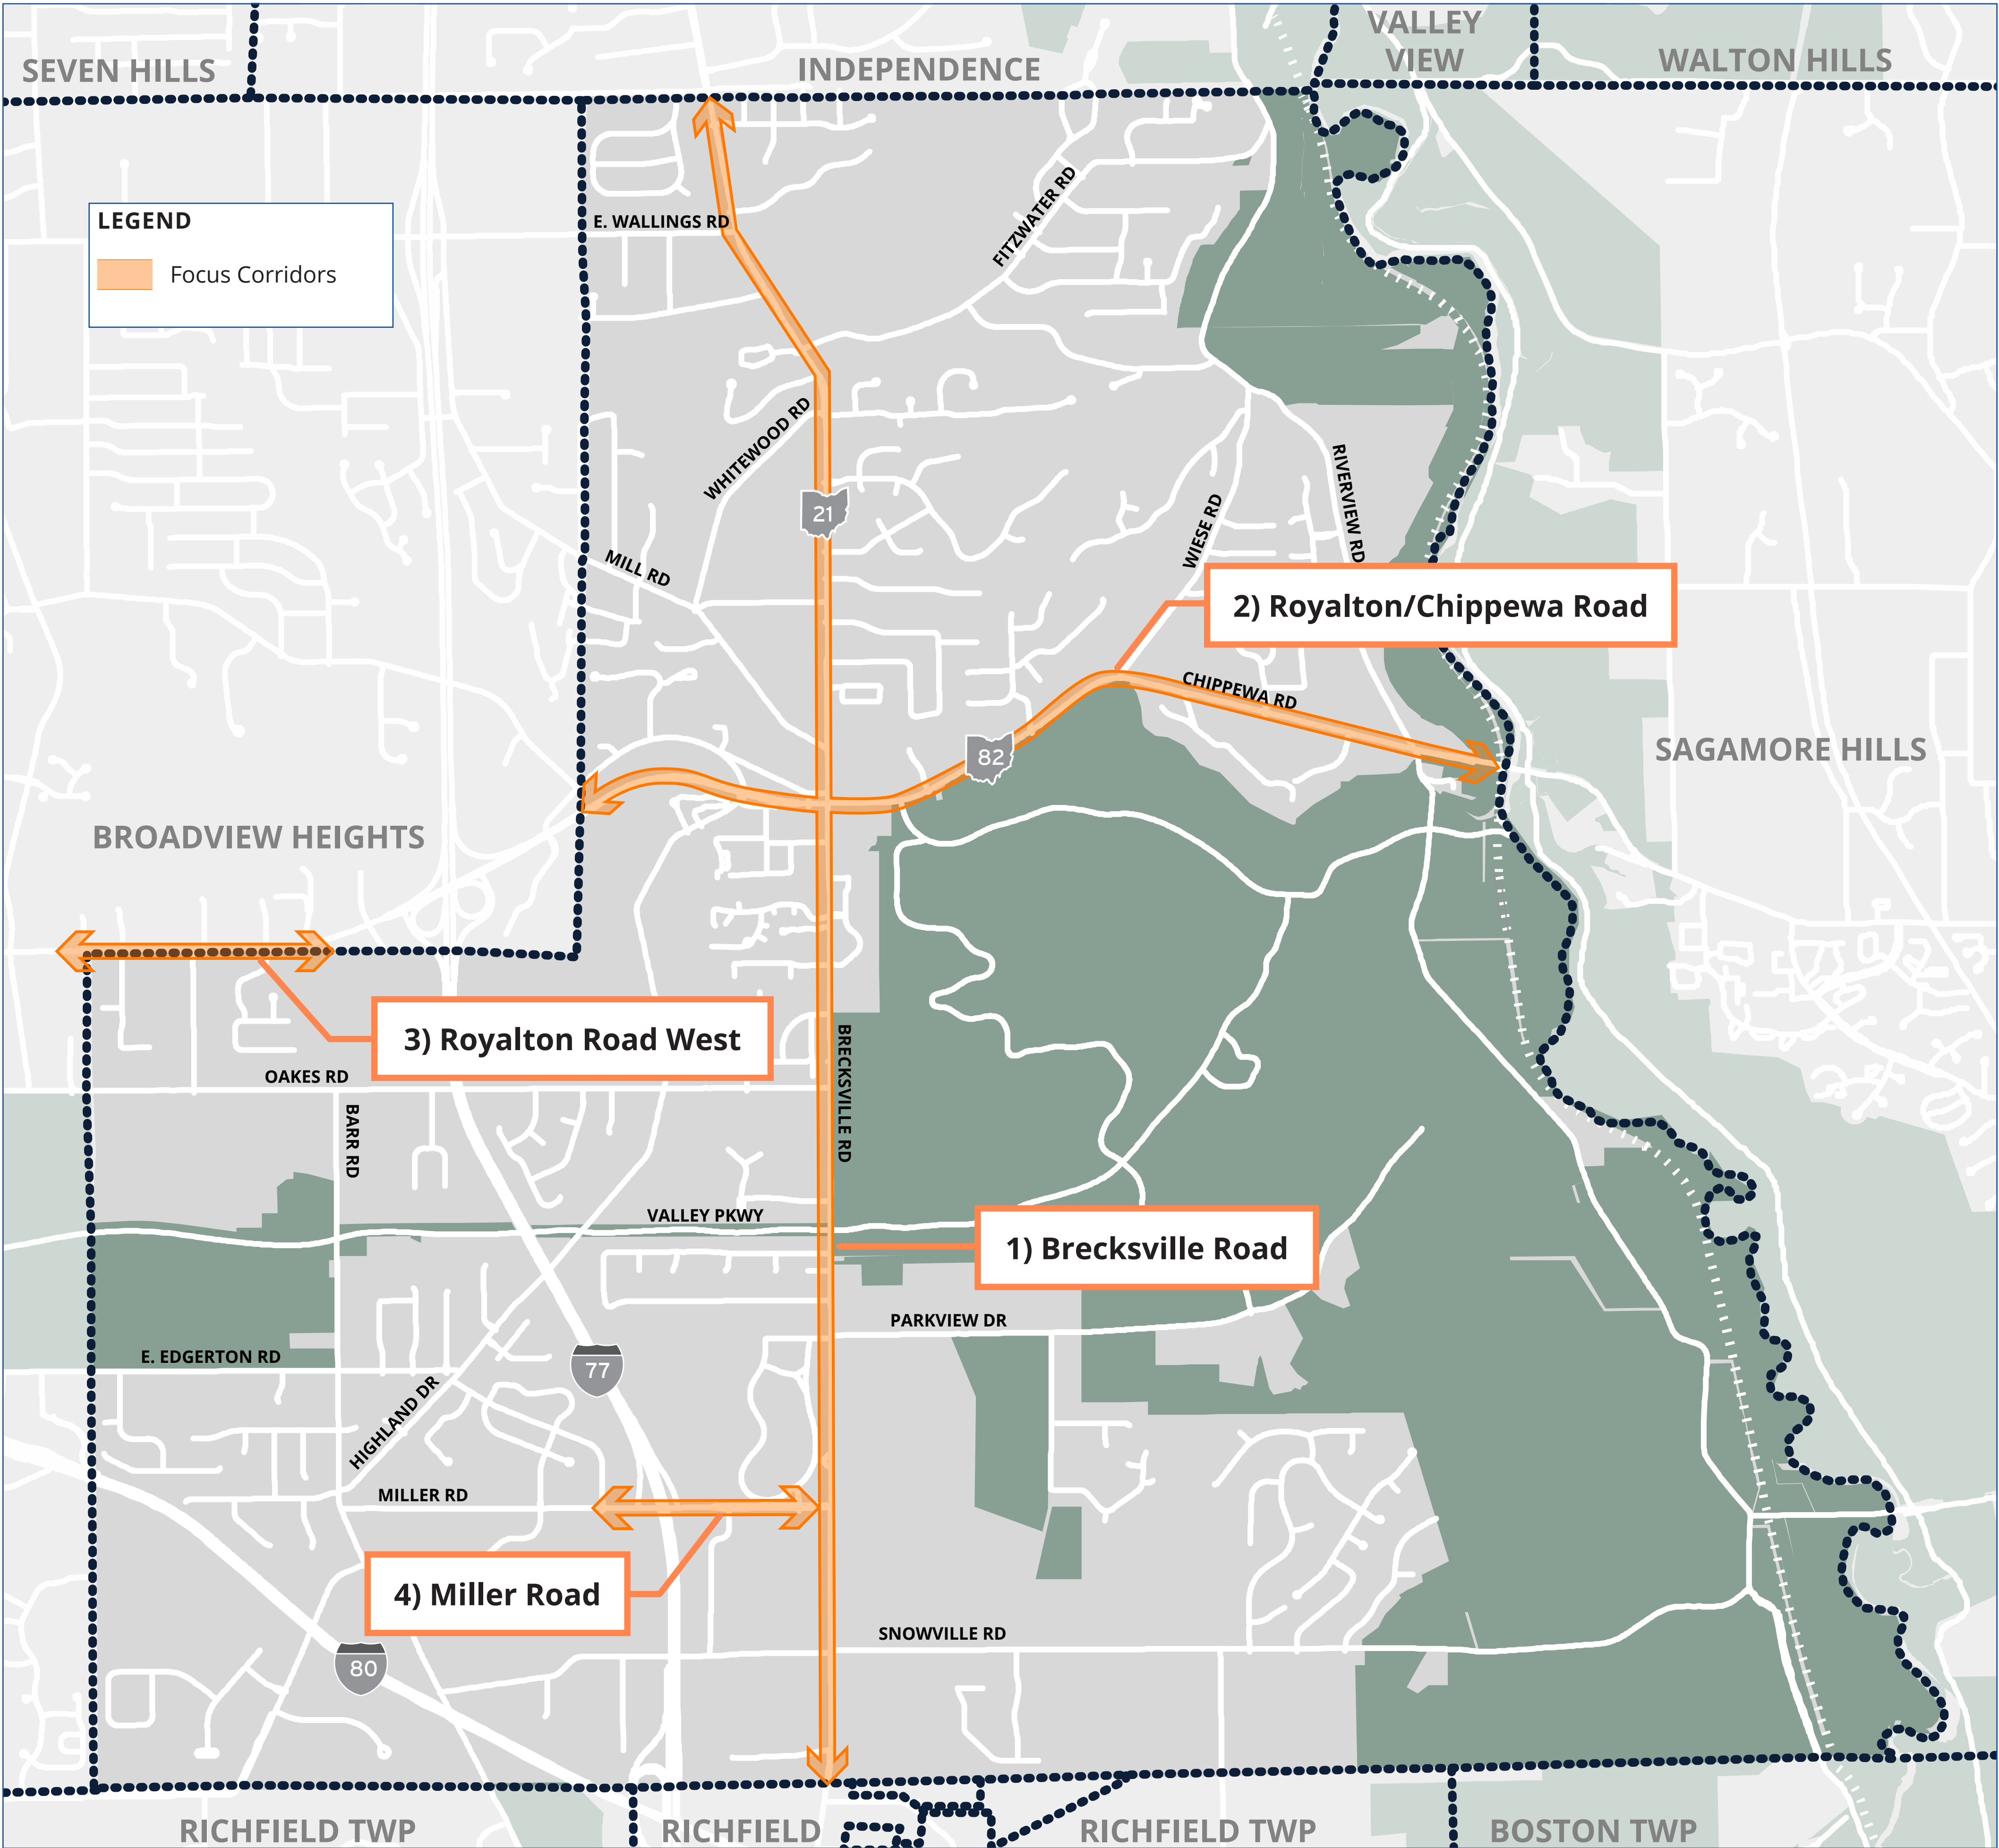 VALLEY
VIEW
SEVEN HILLS
INDEPENDENCE
WALTON HILLS
LEGEND
Focus Corridors
E. WALLINGS RD
FITZWATER RD
WHITEWOOD RD
21
MILL RD
WIESE RD
RIVERVIEW RD
2) Royalton/Chippewa Road
CHIPPEWA RD
82
SAGAMORE HILLS
BROADVIEW HEIGHTS
3) Royalton Road West
OAKES RD
BARR RD
BRECKSVILLE RD
VALLEY PKWY
1) Brecksville Road
PARKVIEW DR
E. EDGERTON RD
77
HIGHLAND DR
MILLER RD
4) Miller Road
SNOWVILLE RD
80
RICHFIELD TWP
RICHFIELD
RICHFIELD TWP
BOSTON TWP